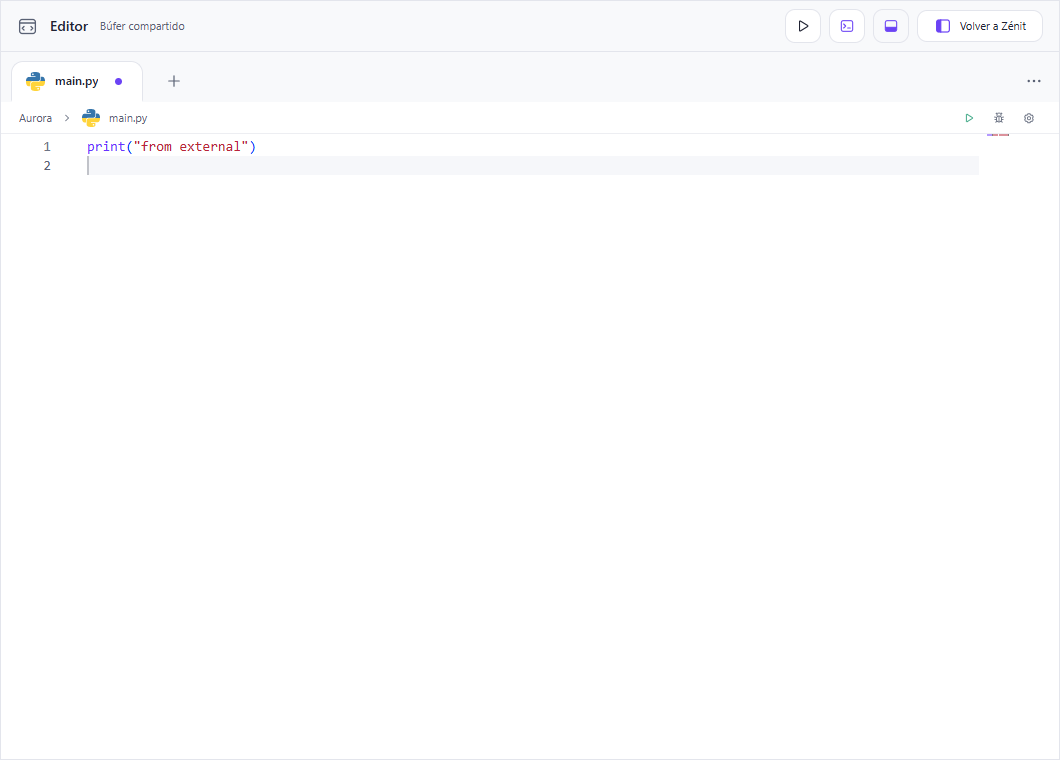 Editor Búfer compartido Volver a Zénit
main.py
Aurora main.py
1 print("from external")
2